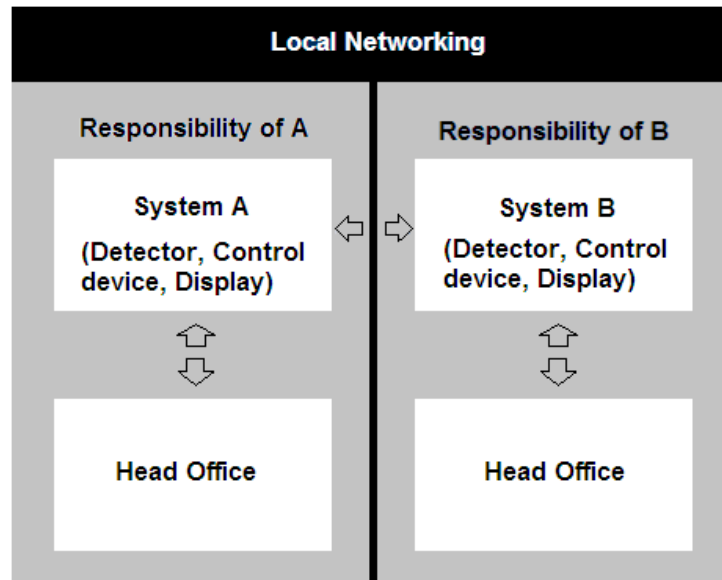 Local Networking
Responsibility of A
System A
(Detector, Control
device, Display)
Head Office
Responsibility of B
System B
(Detector, Control
device, Display)
Head Office